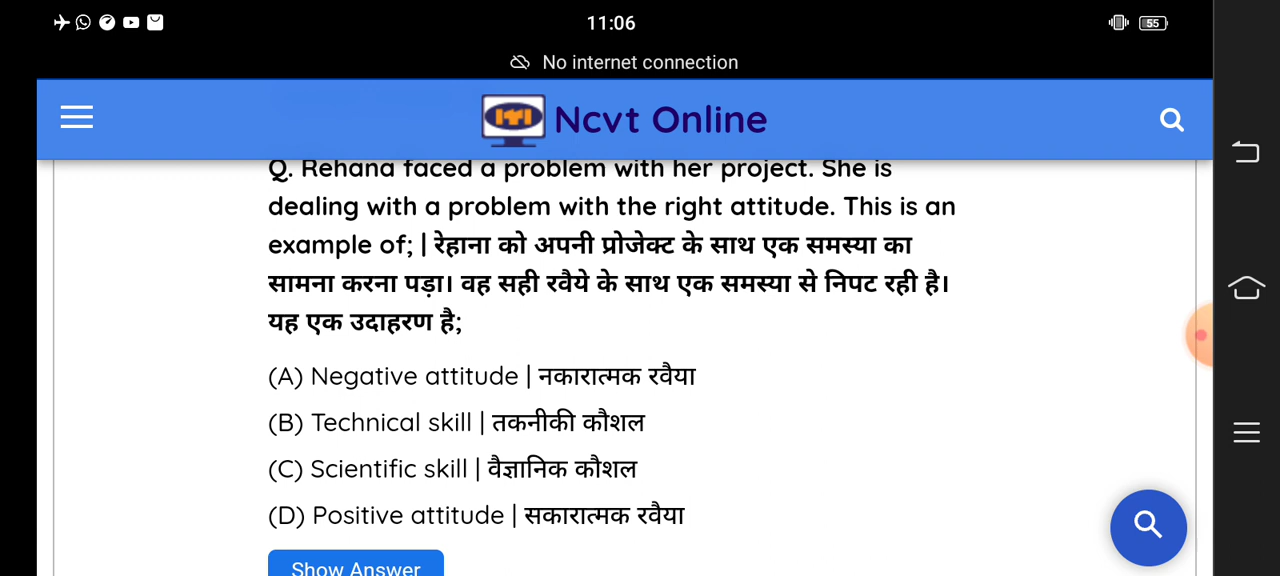 11:06
55
No internet connection
ITI Ncvt Online
Q. Rehana faced a problem with her project. She is
dealing with a problem with the right attitude. This is an
example of; | रेहाना को अपनी प्रोजेक्ट के साथ एक समस्या का
सामना करना पड़ा। वह सही रवैये के साथ एक समस्या से निपट रही है।
यह एक उदाहरण है;
(A) Negative attitude | नकारात्मक रवैया
(B) Technical skill | तकनीकी कौशल
(C) Scientific skill | वैज्ञानिक कौशल
(D) Positive attitude | सकारात्मक रवैया
Show Answer